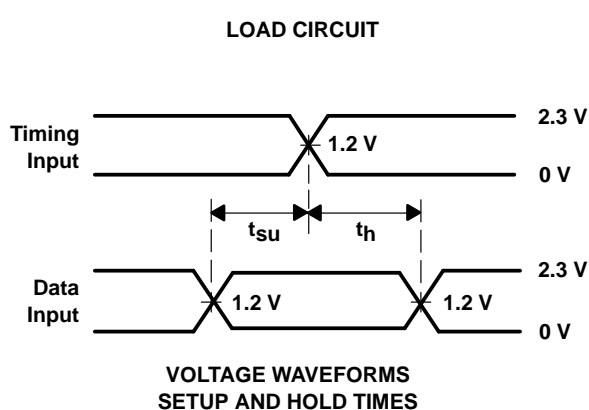 LOAD CIRCUIT
Timing
Input
2.3 V
1.2 V
0 V
tsu
th
Data
Input
2.3 V
1.2 V
1.2 V
0 V
VOLTAGE WAVEFORMS
SETUP AND HOLD TIMES